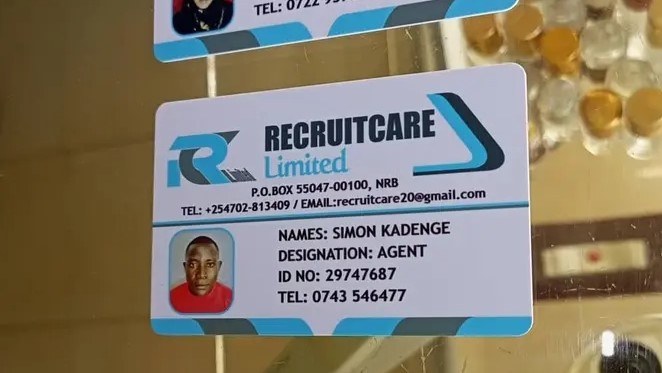 TEL: 0722
RECRUITCARE
Limited
P.O.BOX 55047-00100, NRB
TEL: +254702-813409 / EMAIL:recruitcare20@gmail.com
NAMES: SIMON KADENGE
DESIGNATION: AGENT
ID NO: 29747687
TEL: 0743 546477